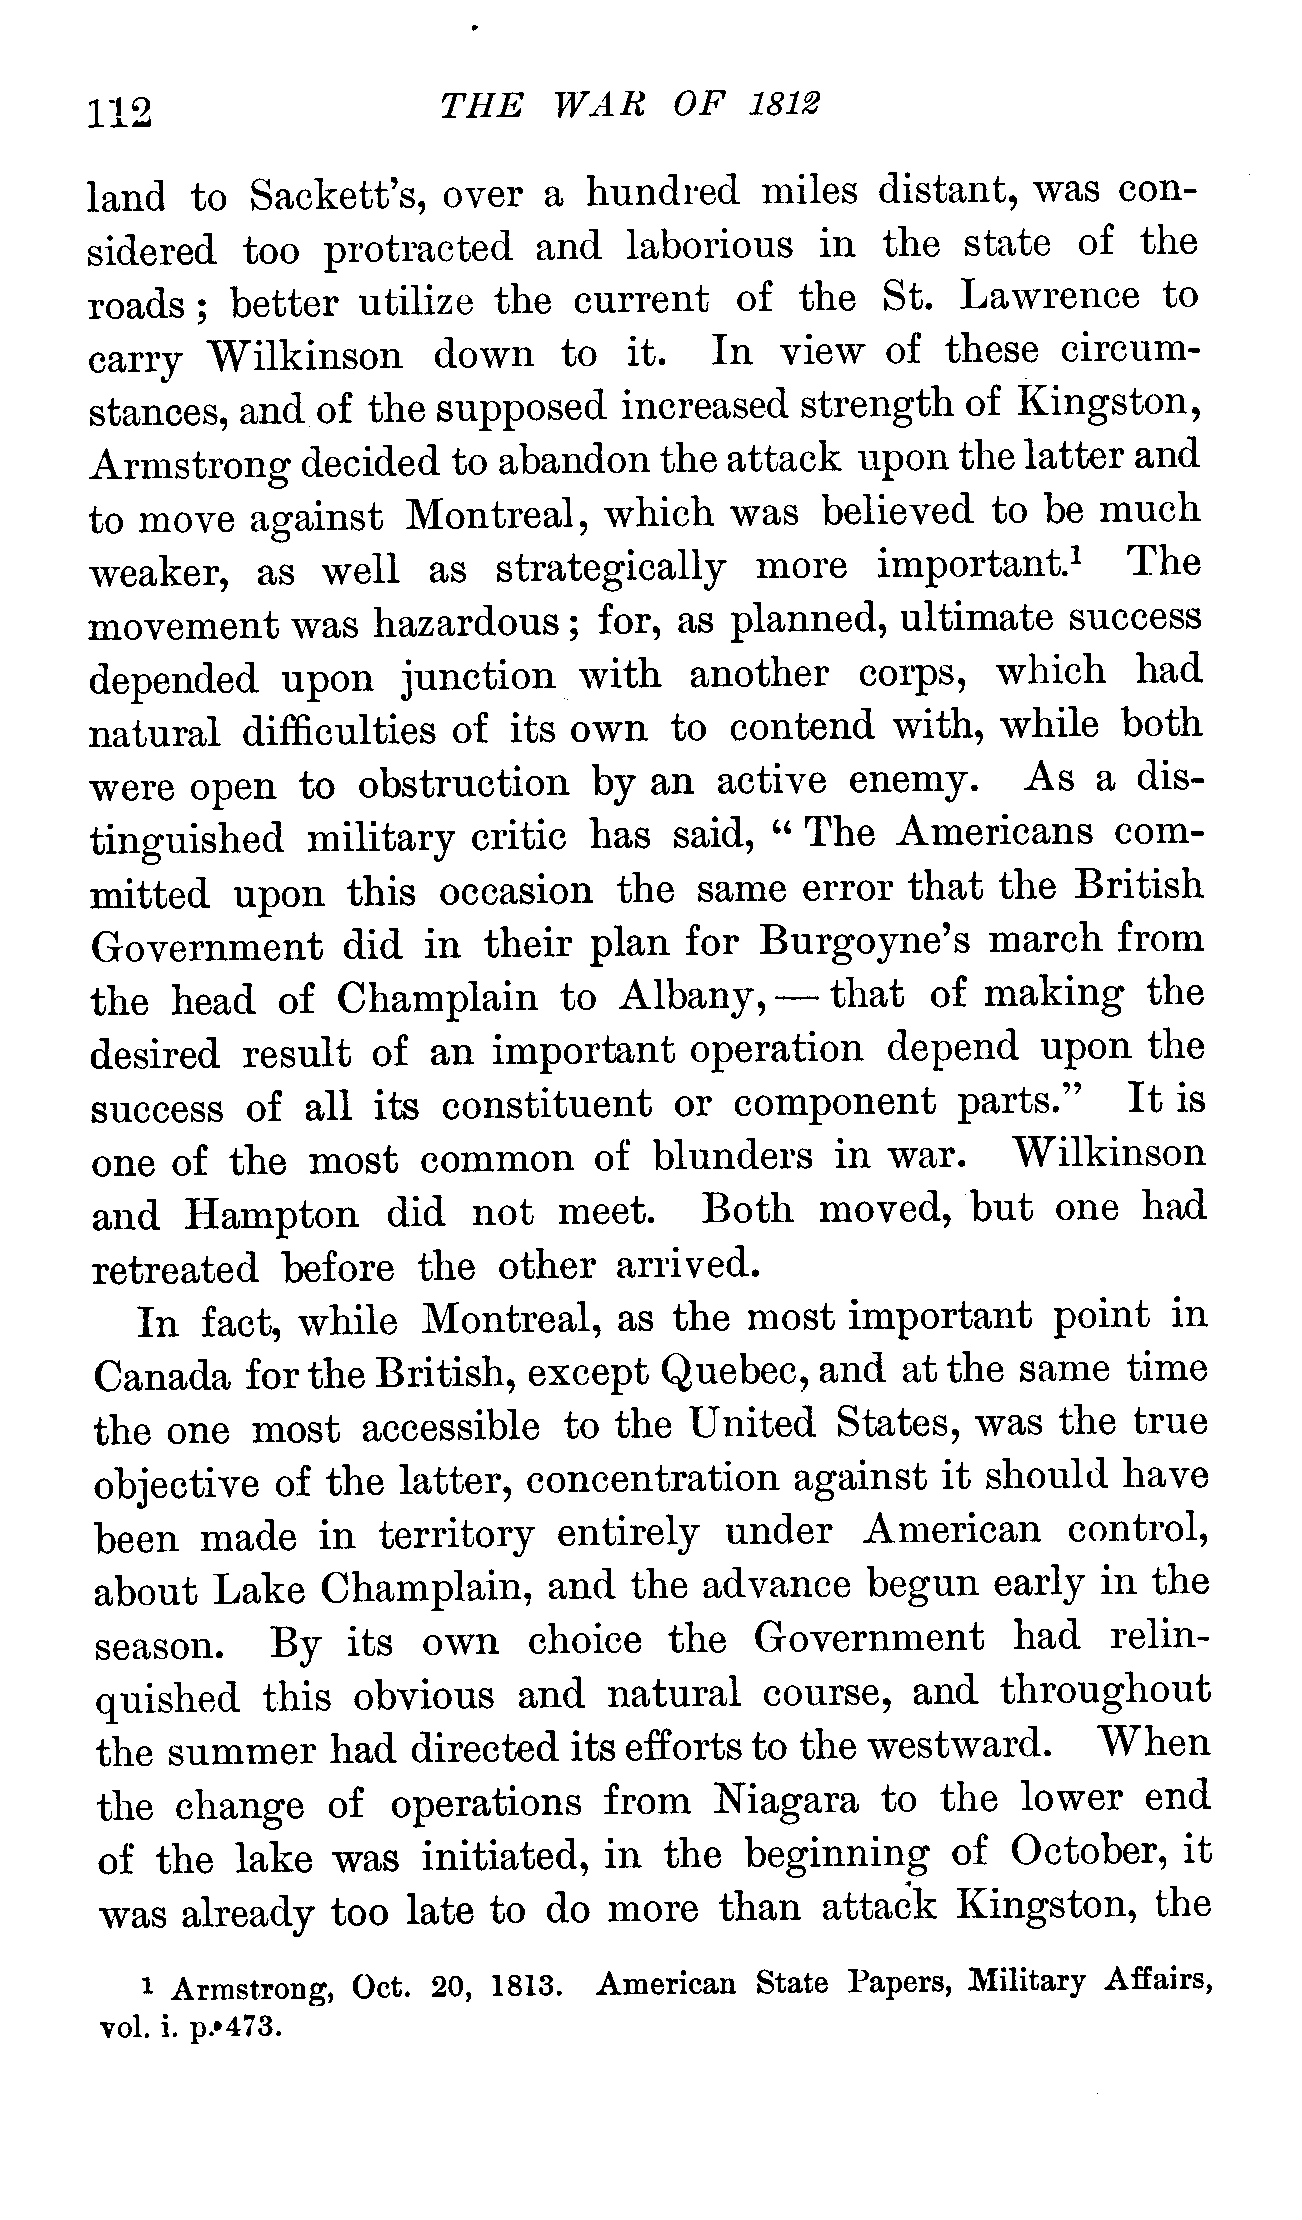 112 THE WAR OF 1812
land to Sackett's, over a hundred miles distant, was con-
sidered too protracted and laborious in the state of the
roads; better utilize the current of the St. Lawrence to
carry Wilkinson down to it. In view of these circum-
stances, and of the supposed increased strength of Kingston,
Armstrong decided to abandon the attack upon the latter and
to move against Montreal, which was believed to be much
weaker, as well as strategically more important.¹ The
movement was hazardous; for, as planned, ultimate success
depended upon junction with another corps, which had
natural difficulties of its own to contend with, while both
were open to obstruction by an active enemy. As a dis-
tinguished military critic has said, "The Americans com-
mitted upon this occasion the same error that the British
Government did in their plan for Burgoyne's march from
the head of Champlain to Albany,—that of making the
desired result of an important operation depend upon the
success of all its constituent or component parts." It is
one of the most common of blunders in war. Wilkinson
and Hampton did not meet. Both moved, but one had
retreated before the other arrived.
In fact, while Montreal, as the most important point in
Canada for the British, except Quebec, and at the same time
the one most accessible to the United States, was the true
objective of the latter, concentration against it should have
been made in territory entirely under American control,
about Lake Champlain, and the advance begun early in the
season. By its own choice the Government had relin-
quished this obvious and natural course, and throughout
the summer had directed its efforts to the westward. When
the change of operations from Niagara to the lower end
of the lake was initiated, in the beginning of October, it
was already too late to do more than attack Kingston, the
1 Armstrong, Oct. 20, 1813. American State Papers, Military Affairs,
vol. i. p. 473.